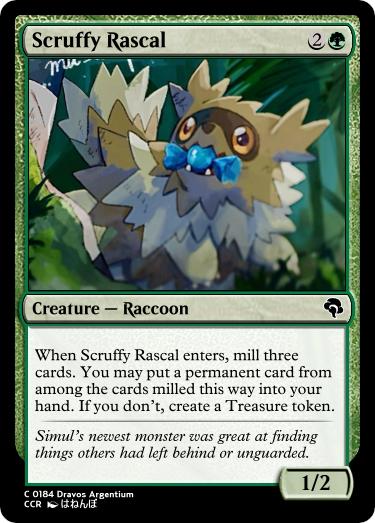 Scruffy Rascal 2
Creature — Raccoon
When Scruffy Rascal enters, mill three
cards. You may put a permanent card from
among the cards milled this way into your
hand. If you don't, create a Treasure token.
Simul's newest monster was great at finding
things others had left behind or unguarded.
1/2
C 0184 Dravos Argentium
CCR はねんぼ